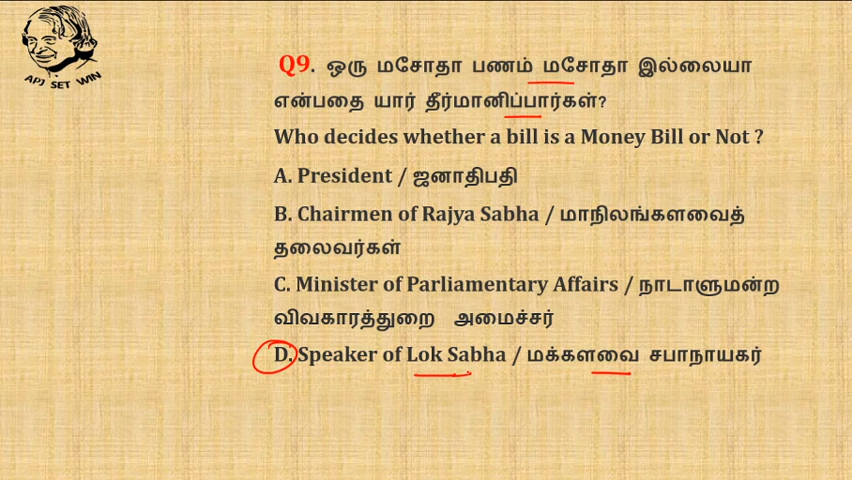 APJ SET WIN
Q9. ஒரு மசோதா பணம் மசோதா இல்லையா
என்பதை யார் தீர்மானிப்பார்கள்?
Who decides whether a bill is a Money Bill or Not ?
A. President / ஜனாதிபதி
B. Chairmen of Rajya Sabha / மாநிலங்களவைத்
தலைவர்கள்
C. Minister of Parliamentary Affairs / நாடாளுமன்ற
விவகாரத்துறை அமைச்சர்
D. Speaker of Lok Sabha / மக்களவை சபாநாயகர்